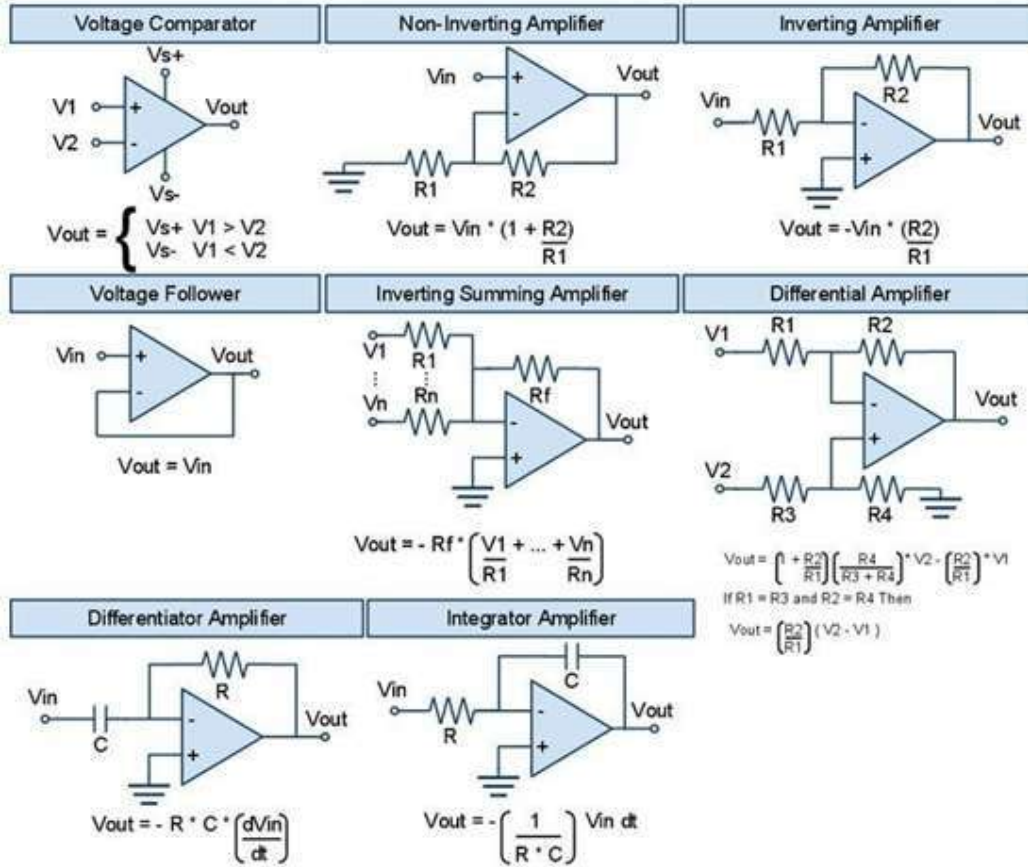 Voltage Comparator
Vs+
V1
+
Vout
V2
-
Vs-
Vout = { Vs+ V1 > V2
Vs- V1 < V2
Non-Inverting Amplifier
Vin
+
Vout
-
R1
R2
Vout = Vin * (1 + R2)
R1
Inverting Amplifier
R2
Vin
R1
-
Vout
+
Vout = -Vin * (R2)
R1
Voltage Follower
Vin
+
Vout
-
Vout = Vin
Inverting Summing Amplifier
V1
R1
Rf
Vn
Rn
-
Vout
+
Vout = - Rf * (V1 + ... + Vn)
R1 Rn
Differential Amplifier
V1
R1
R2
-
Vout
+
V2
R3
R4
Vout = (1 + R2) (R4) * V2 - (R2) * V1
R1 R3 + R4 R1
If R1 = R3 and R2 = R4 Then
Vout = (R2) ( V2 - V1 )
R1
Differentiator Amplifier
R
Vin
C
-
Vout
+
Vout = - R * C * (dVin)
dt
Integrator Amplifier
C
Vin
R
-
Vout
+
Vout = - (1) Vin dt
R * C